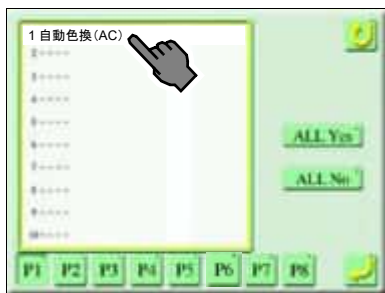 1 自動色換(AC)
2-----
3-----
4-----
5-----
6-----
7-----
8-----
9-----
10-----
ALL Yes
ALL No
P1 P2 P3 P4 P5 P6 P7 P8